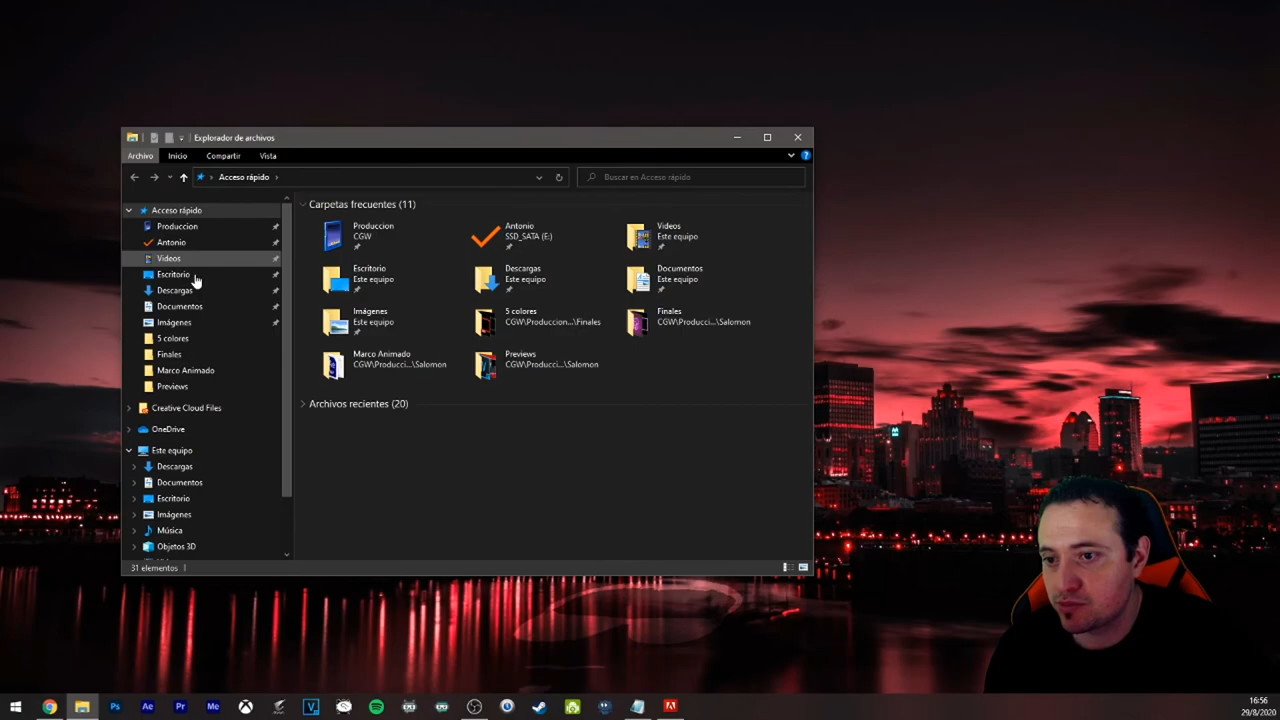 Explorador de archivos
Archivo Inicio Compartir Vista
Acceso rápido
Buscar en Acceso rápido
Acceso rápido
Produccion
Antonio
Videos
Escritorio
Descargas
Documentos
Imágenes
5 colores
Finales
Marco Animado
Previews
Creative Cloud Files
OneDrive
Este equipo
Descargas
Documentos
Escritorio
Imágenes
Música
Objetos 3D
Carpetas frecuentes (11)
Produccion
CGW
Antonio
SSD_SATA (E:)
Videos
Este equipo
Escritorio
Este equipo
Descargas
Este equipo
Documentos
Este equipo
Imágenes
Este equipo
5 colores
CGW\Produccion...\Finales
Finales
CGW\Producci...\Salomon
Marco Animado
CGW\Producci...\Salomon
Previews
CGW\Producci...\Salomon
Archivos recientes (20)
31 elementos
Ps Ae Pr Me
16:56
29/8/2020